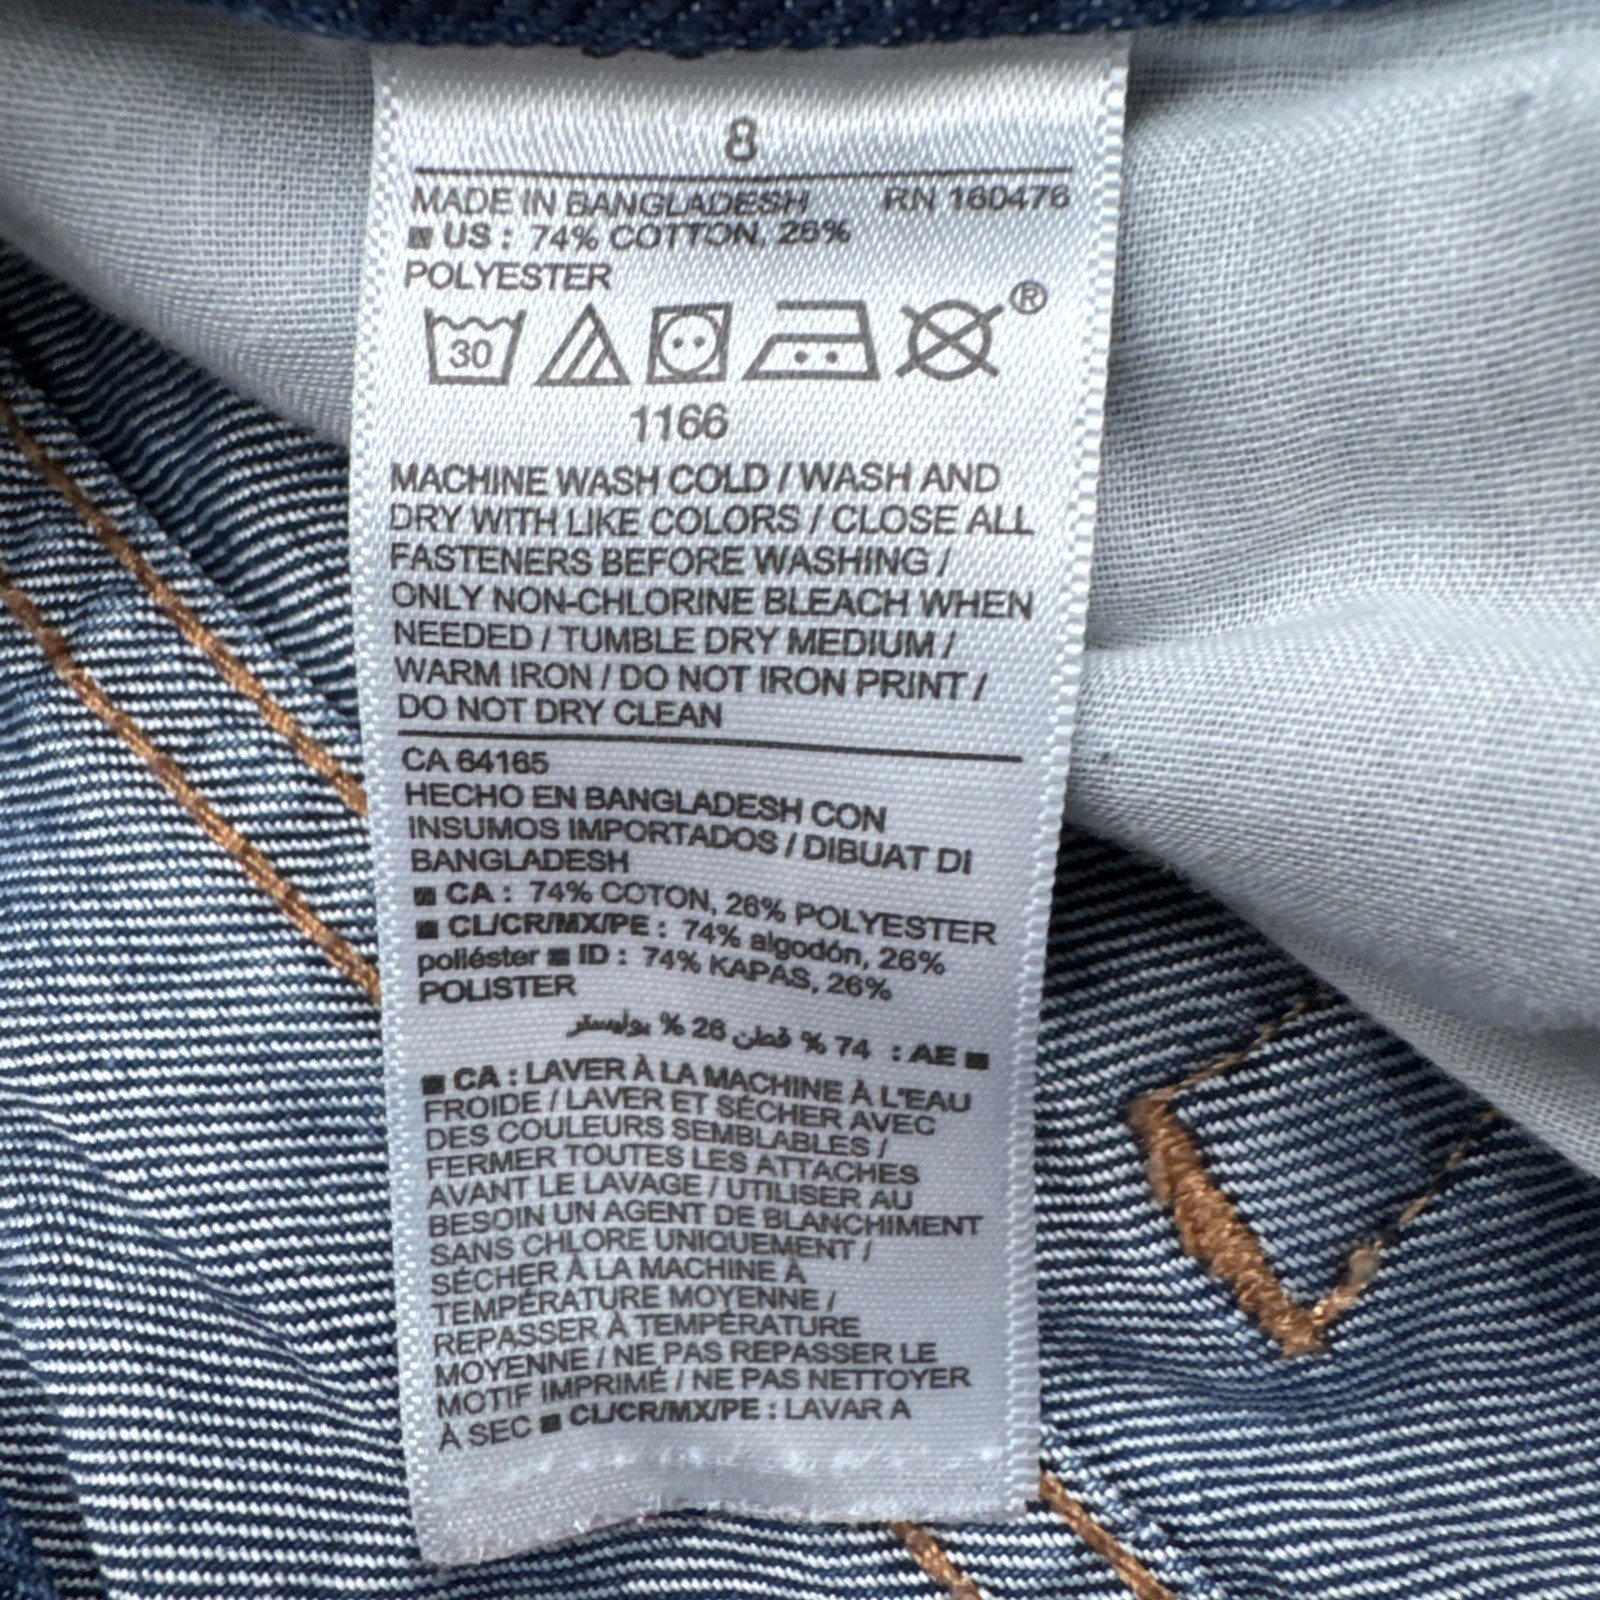 8
MADE IN BANGLADESH RN 160476
■ US : 74% COTTON, 26%
POLYESTER
30 ®
1166
MACHINE WASH COLD / WASH AND
DRY WITH LIKE COLORS / CLOSE ALL
FASTENERS BEFORE WASHING /
ONLY NON-CHLORINE BLEACH WHEN
NEEDED / TUMBLE DRY MEDIUM /
WARM IRON / DO NOT IRON PRINT /
DO NOT DRY CLEAN
CA 64165
HECHO EN BANGLADESH CON
INSUMOS IMPORTADOS / DIBUAT DI
BANGLADESH
■ CA : 74% COTON, 26% POLYESTER
■ CL/CR/MX/PE : 74% algodón, 26%
poliéster ■ ID : 74% KAPAS, 26%
POLISTER
■ AE : 74 % قطن 26 % بوليستر
■ CA : LAVER À LA MACHINE À L'EAU
FROIDE / LAVER ET SÉCHER AVEC
DES COULEURS SEMBLABLES /
FERMER TOUTES LES ATTACHES
AVANT LE LAVAGE / UTILISER AU
BESOIN UN AGENT DE BLANCHIMENT
SANS CHLORE UNIQUEMENT /
SÉCHER À LA MACHINE À
TEMPÉRATURE MOYENNE /
REPASSER À TEMPÉRATURE
MOYENNE / NE PAS REPASSER LE
MOTIF IMPRIMÉ / NE PAS NETTOYER
À SEC ■ CL/CR/MX/PE : LAVAR A